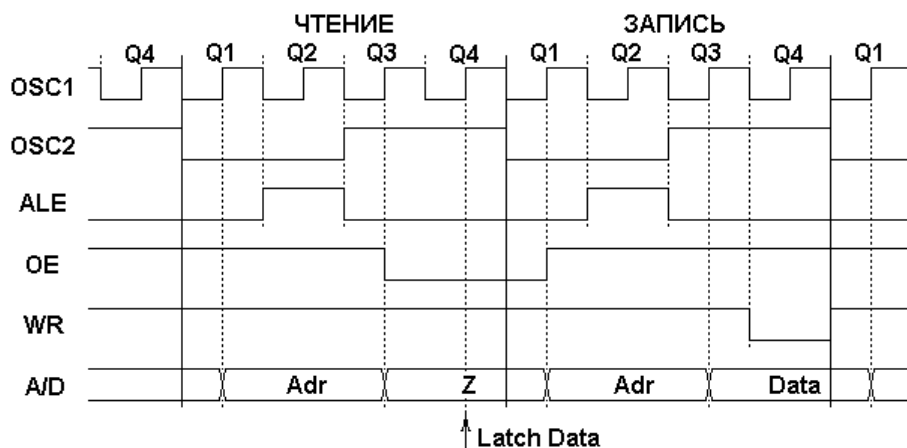 ЧТЕНИЕ ЗАПИСЬ
Q4 Q1 Q2 Q3 Q4 Q1 Q2 Q3 Q4 Q1
OSC1
OSC2
ALE
OE
WR
A/D Adr Z Adr Data
Latch Data